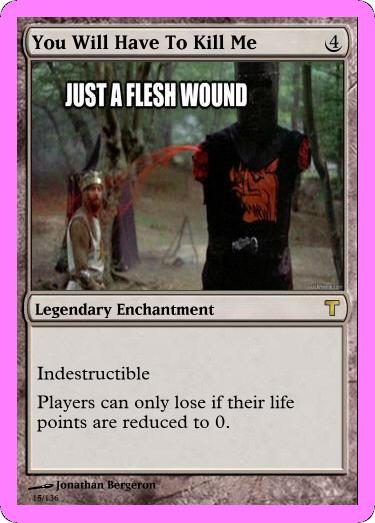 You Will Have To Kill Me 4
JUST A FLESH WOUND
Legendary Enchantment T
Indestructible
Players can only lose if their life
points are reduced to 0.
Jonathan Bergeron
15/136